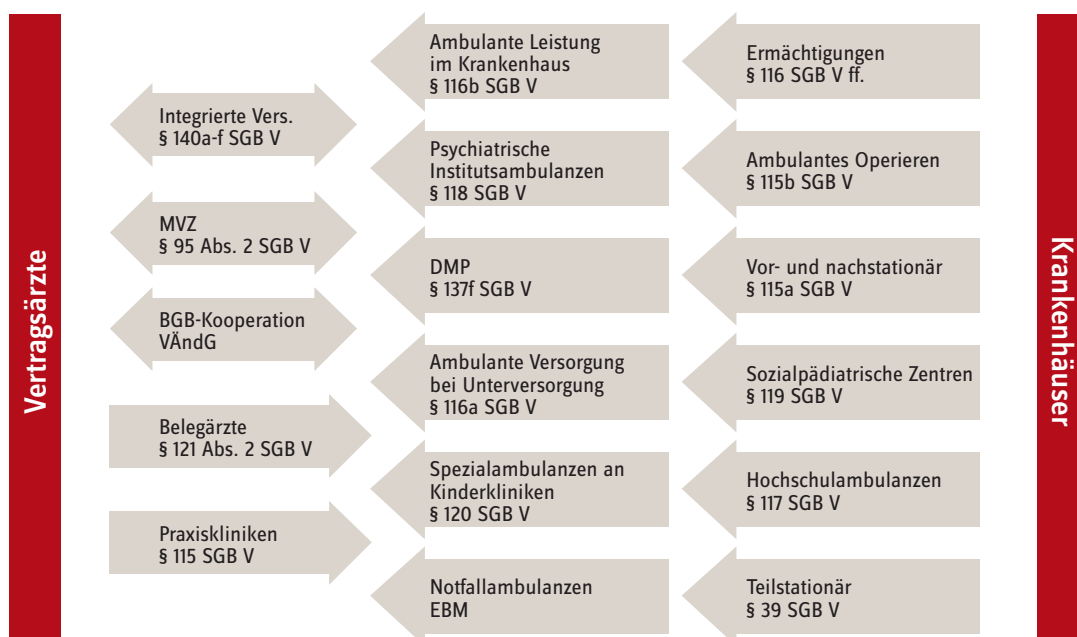 Vertragsärzte
Integrierte Vers.
§ 140a-f SGB V
MVZ
§ 95 Abs. 2 SGB V
BGB-Kooperation
VÄndG
Belegärzte
§ 121 Abs. 2 SGB V
Praxiskliniken
§ 115 SGB V
Ambulante Leistung
im Krankenhaus
§ 116b SGB V
Psychiatrische
Institutsambulanzen
§ 118 SGB V
DMP
§ 137f SGB V
Ambulante Versorgung
bei Unterversorgung
§ 116a SGB V
Spezialambulanzen an
Kinderkliniken
§ 120 SGB V
Notfallambulanzen
EBM
Ermächtigungen
§ 116 SGB V ff.
Ambulantes Operieren
§ 115b SGB V
Vor- und nachstationär
§ 115a SGB V
Sozialpädiatrische Zentren
§ 119 SGB V
Hochschulambulanzen
§ 117 SGB V
Teilstationär
§ 39 SGB V
Krankenhäuser